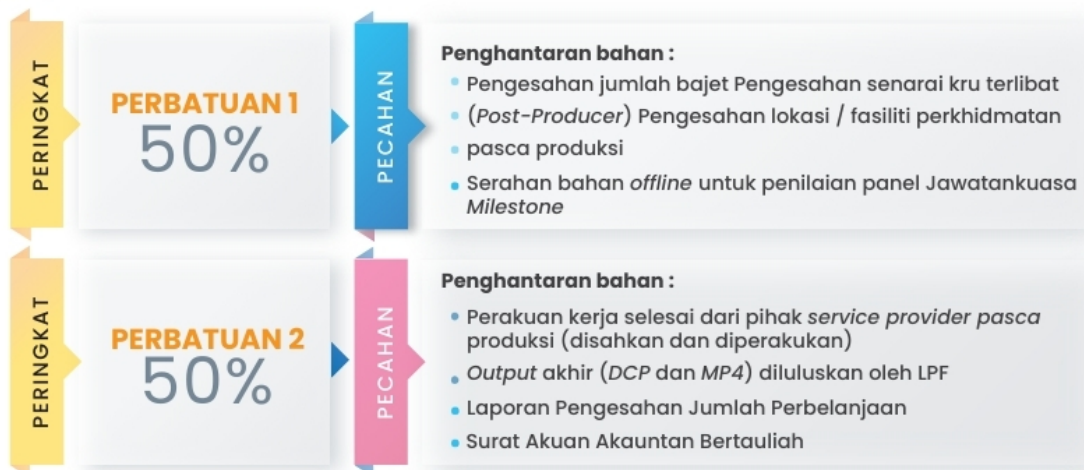 PERINGKAT
PERBATUAN 1
50%
PECAHAN
Penghantaran bahan :
Pengesahan jumlah bajet Pengesahan senarai kru terlibat
(Post-Producer) Pengesahan lokasi / fasiliti perkhidmatan
pasca produksi
Serahan bahan offline untuk penilaian panel Jawatankuasa
Milestone
PERINGKAT
PERBATUAN 2
50%
PECAHAN
Penghantaran bahan :
Perakuan kerja selesai dari pihak service provider pasca
produksi (disahkan dan diperakukan)
Output akhir (DCP dan MP4) diluluskan oleh LPF
Laporan Pengesahan Jumlah Perbelanjaan
Surat Akuan Akauntan Bertauliah